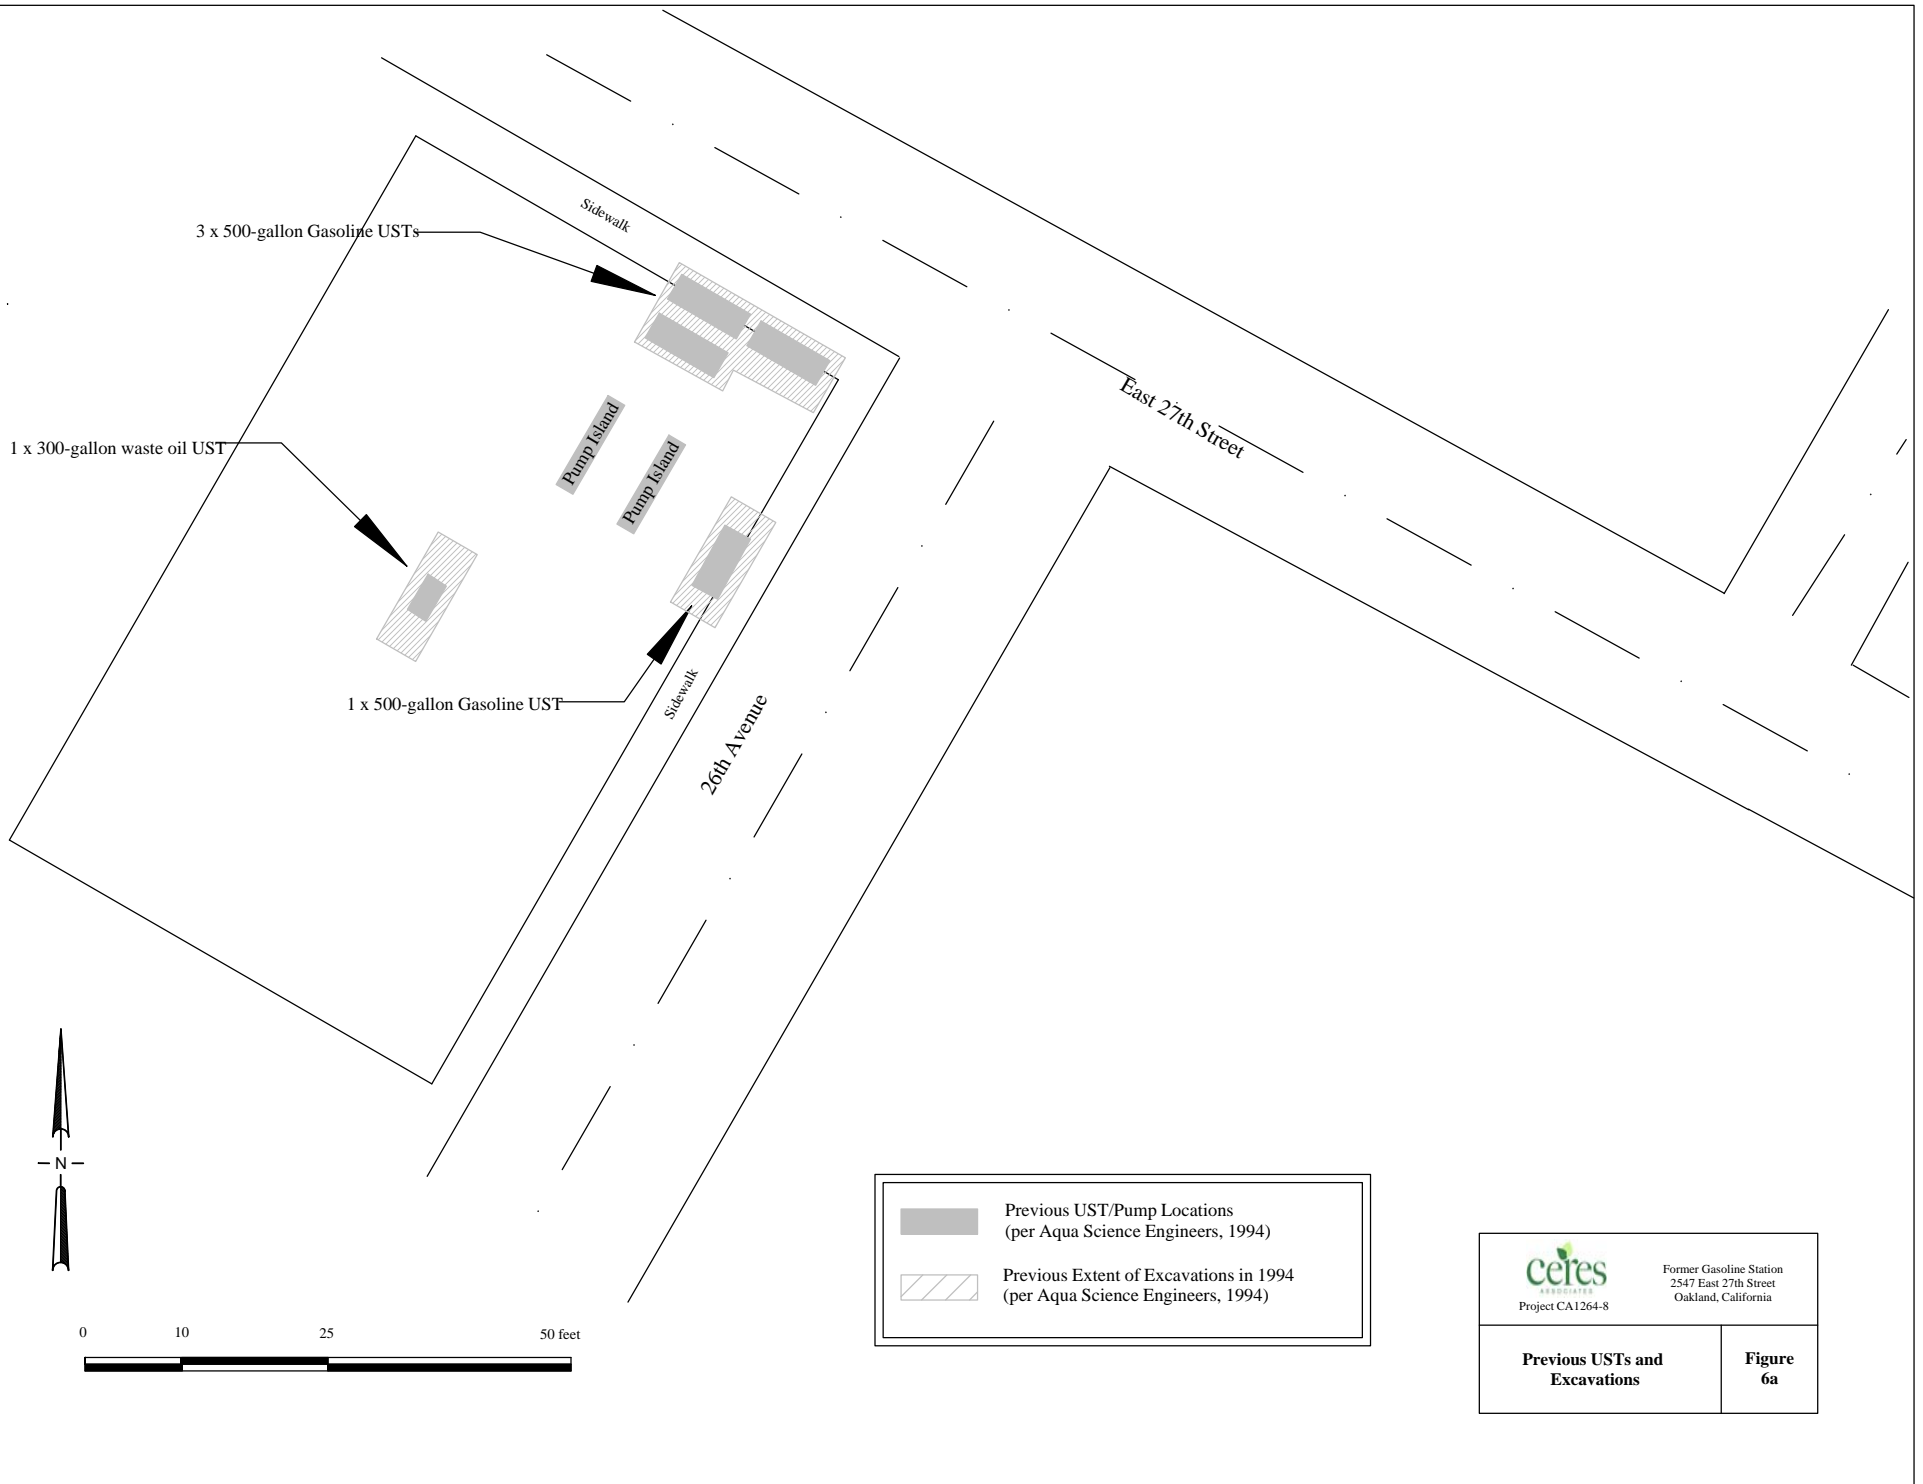 Sidewalk
3 x 500-gallon Gasoline USTs
East 27th Street
Pump Island
Pump Island
1 x 300-gallon waste oil UST
1 x 500-gallon Gasoline UST
Sidewalk
26th Avenue
N
0 10 25 50 feet
Previous UST/Pump Locations
(per Aqua Science Engineers, 1994)
Previous Extent of Excavations in 1994
(per Aqua Science Engineers, 1994)
ceres
ASSOCIATES
Project CA1264-8
Former Gasoline Station
2547 East 27th Street
Oakland, California
Previous USTs and
Excavations
Figure
6a